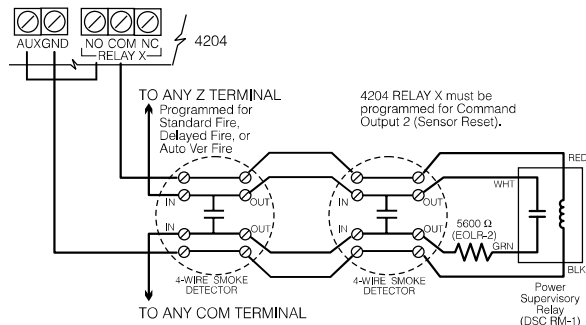 AUX GND
NO COM NC
RELAY X
4204
TO ANY Z TERMINAL
Programmed for
Standard Fire,
Delayed Fire, or
Auto Ver Fire
4204 RELAY X must be
programmed for Command
Output 2 (Sensor Reset).
RED
WHT
IN
OUT
IN
OUT
IN
OUT
IN
OUT
5600 Ω
(EOLR-2)
GRN
BLK
4-WIRE SMOKE
DETECTOR
4-WIRE SMOKE
DETECTOR
Power
Supervisory
Relay
(DSC RM-1)
TO ANY COM TERMINAL